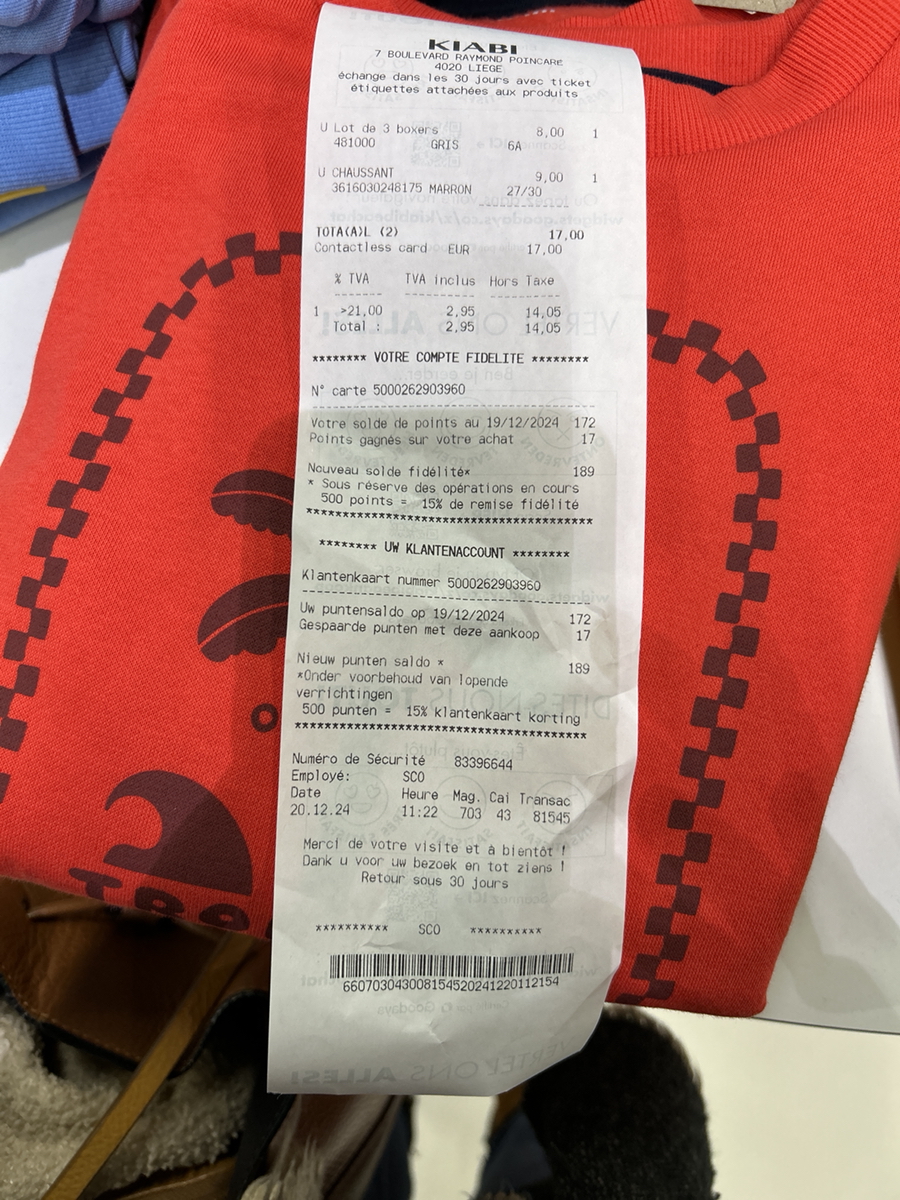 KIABI
7 BOULEVARD RAYMOND POINCARE
4020 LIEGE
échange dans les 30 jours avec ticket
étiquettes attachées aux produits
U Lot de 3 boxers 8,00 1
481000 GRIS 6A
U CHAUSSANT 9,00 1
3616030248175 MARRON 27/30
TOTA(A)L (2) 17,00
Contactless card EUR 17,00
% TVA TVA inclus Hors Taxe
1 >21,00 2,95 14,05
Total : 2,95 14,05
******** VOTRE COMPTE FIDELITE ********
N° carte 5000262903960
Votre solde de points au 19/12/2024 172
Points gagnés sur votre achat 17
Nouveau solde fidélité* 189
* Sous réserve des opérations en cours
500 points = 15% de remise fidélité
****************************************
******** UW KLANTENACCOUNT ********
Klantenkaart nummer 5000262903960
Uw puntensaldo op 19/12/2024 172
Gespaarde punten met deze aankoop 17
Nieuw punten saldo * 189
*Onder voorbehoud van lopende
verrichtingen
500 punten = 15% klantenkaart korting
****************************************
Numéro de Sécurité 83396644
Employé: SCO
Date Heure Mag. Cai Transac
20.12.24 11:22 703 43 81545
Merci de votre visite et à bientôt !
Dank u voor uw bezoek en tot ziens !
Retour sous 30 jours
********** SCO **********
6607030430081545202412201121​54